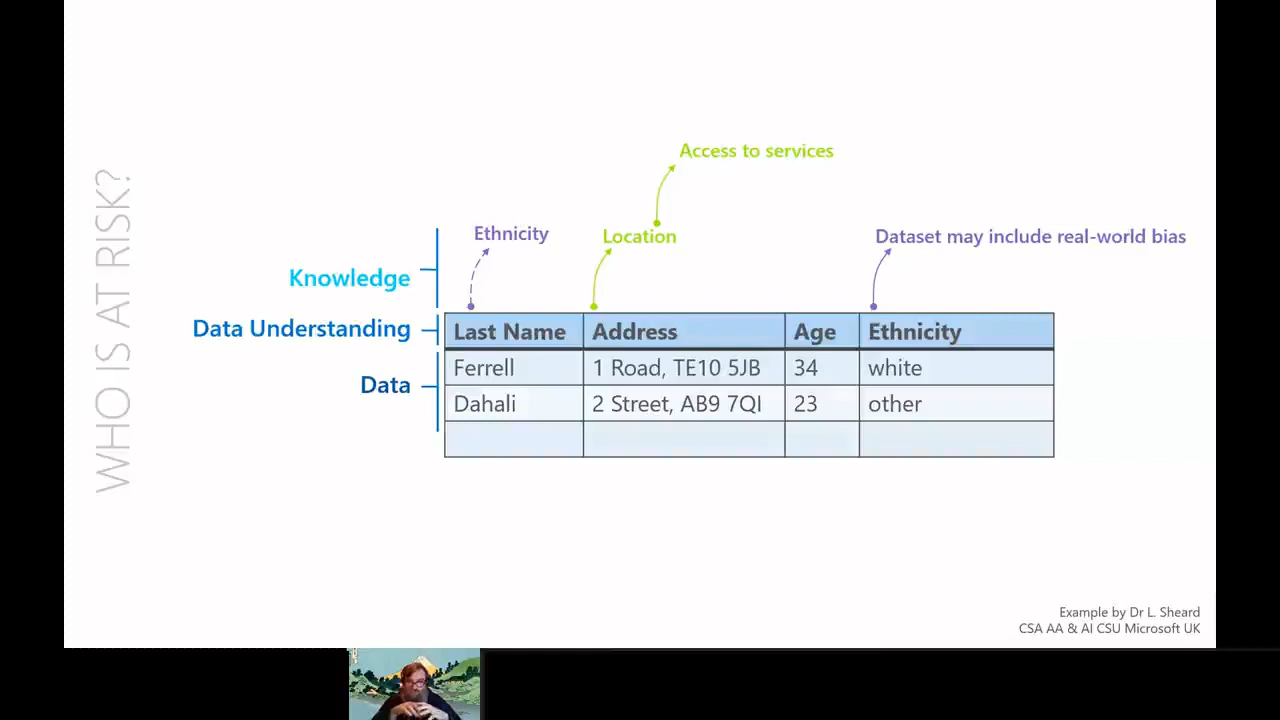 WHO IS AT RISK?
Access to services
Ethnicity
Location
Dataset may include real-world bias
Knowledge
Data Understanding
Last Name Address Age Ethnicity
Data
Ferrell 1 Road, TE10 5JB 34 white
Dahali 2 Street, AB9 7QI 23 other
Example by Dr L. Sheard
CSA AA & AI CSU Microsoft UK